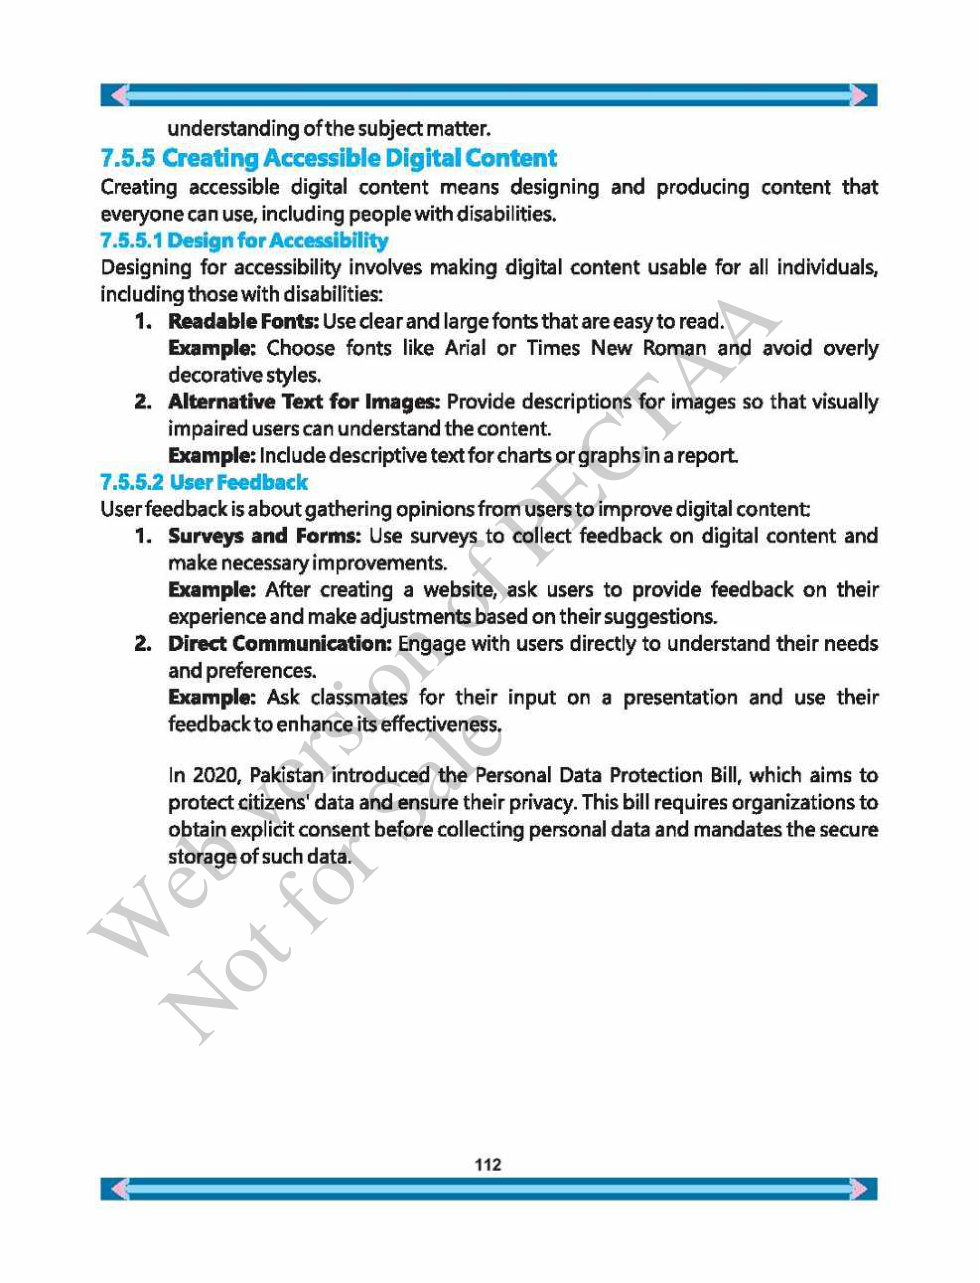 understanding of the subject matter.
7.5.5 Creating Accessible Digital Content
Creating accessible digital content means designing and producing content that
everyone can use, including people with disabilities.
7.5.5.1 Design for Accessibility
Designing for accessibility involves making digital content usable for all individuals,
including those with disabilities:
1. Readable Fonts: Use clear and large fonts that are easy to read.
Example: Choose fonts like Arial or Times New Roman and avoid overly
decorative styles.
2. Alternative Text for Images: Provide descriptions for images so that visually
impaired users can understand the content.
Example: Include descriptive text for charts or graphs in a report.
7.5.5.2 User Feedback
User feedback is about gathering opinions from users to improve digital content:
1. Surveys and Forms: Use surveys to collect feedback on digital content and
make necessary improvements.
Example: After creating a website, ask users to provide feedback on their
experience and make adjustments based on their suggestions.
2. Direct Communication: Engage with users directly to understand their needs
and preferences.
Example: Ask classmates for their input on a presentation and use their
feedback to enhance its effectiveness.
In 2020, Pakistan introduced the Personal Data Protection Bill, which aims to
protect citizens' data and ensure their privacy. This bill requires organizations to
obtain explicit consent before collecting personal data and mandates the secure
storage of such data.
Web version of PECTAA
Not for Sale
112